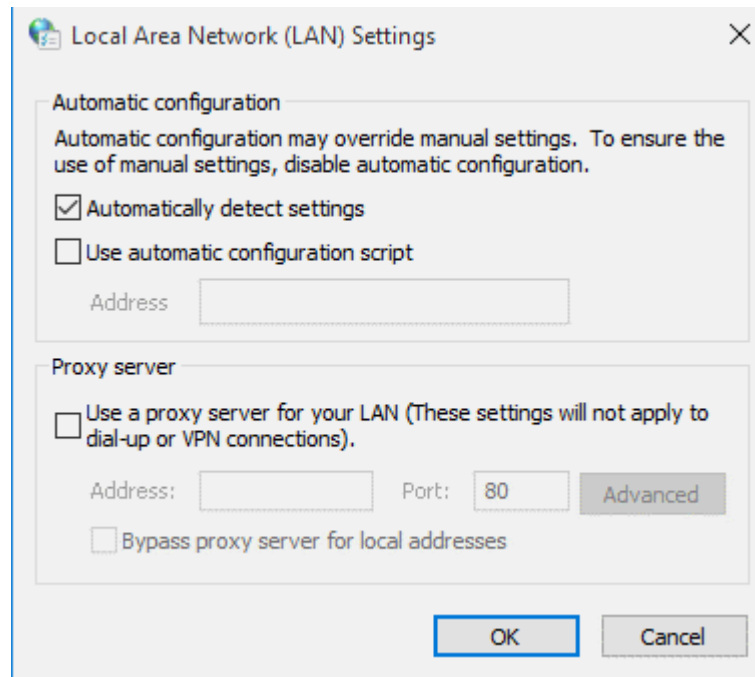 Local Area Network (LAN) Settings
Automatic configuration
Automatic configuration may override manual settings.  To ensure the
use of manual settings, disable automatic configuration.
Automatically detect settings
Use automatic configuration script
Address
Proxy server
Use a proxy server for your LAN (These settings will not apply to
dial-up or VPN connections).
Address: Port: 80 Advanced
Bypass proxy server for local addresses
OK Cancel